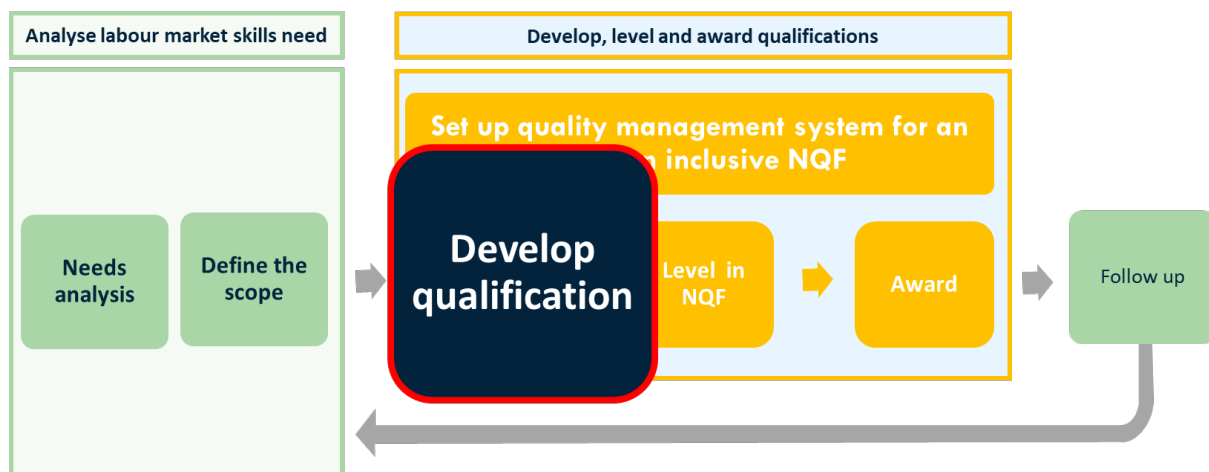 Analyse labour market skills need
Develop, level and award qualifications
Set up quality management system for an
n inclusive NQF
Needs
analysis
Define the
scope
Develop
qualification
Level in
NQF
Award
Follow up